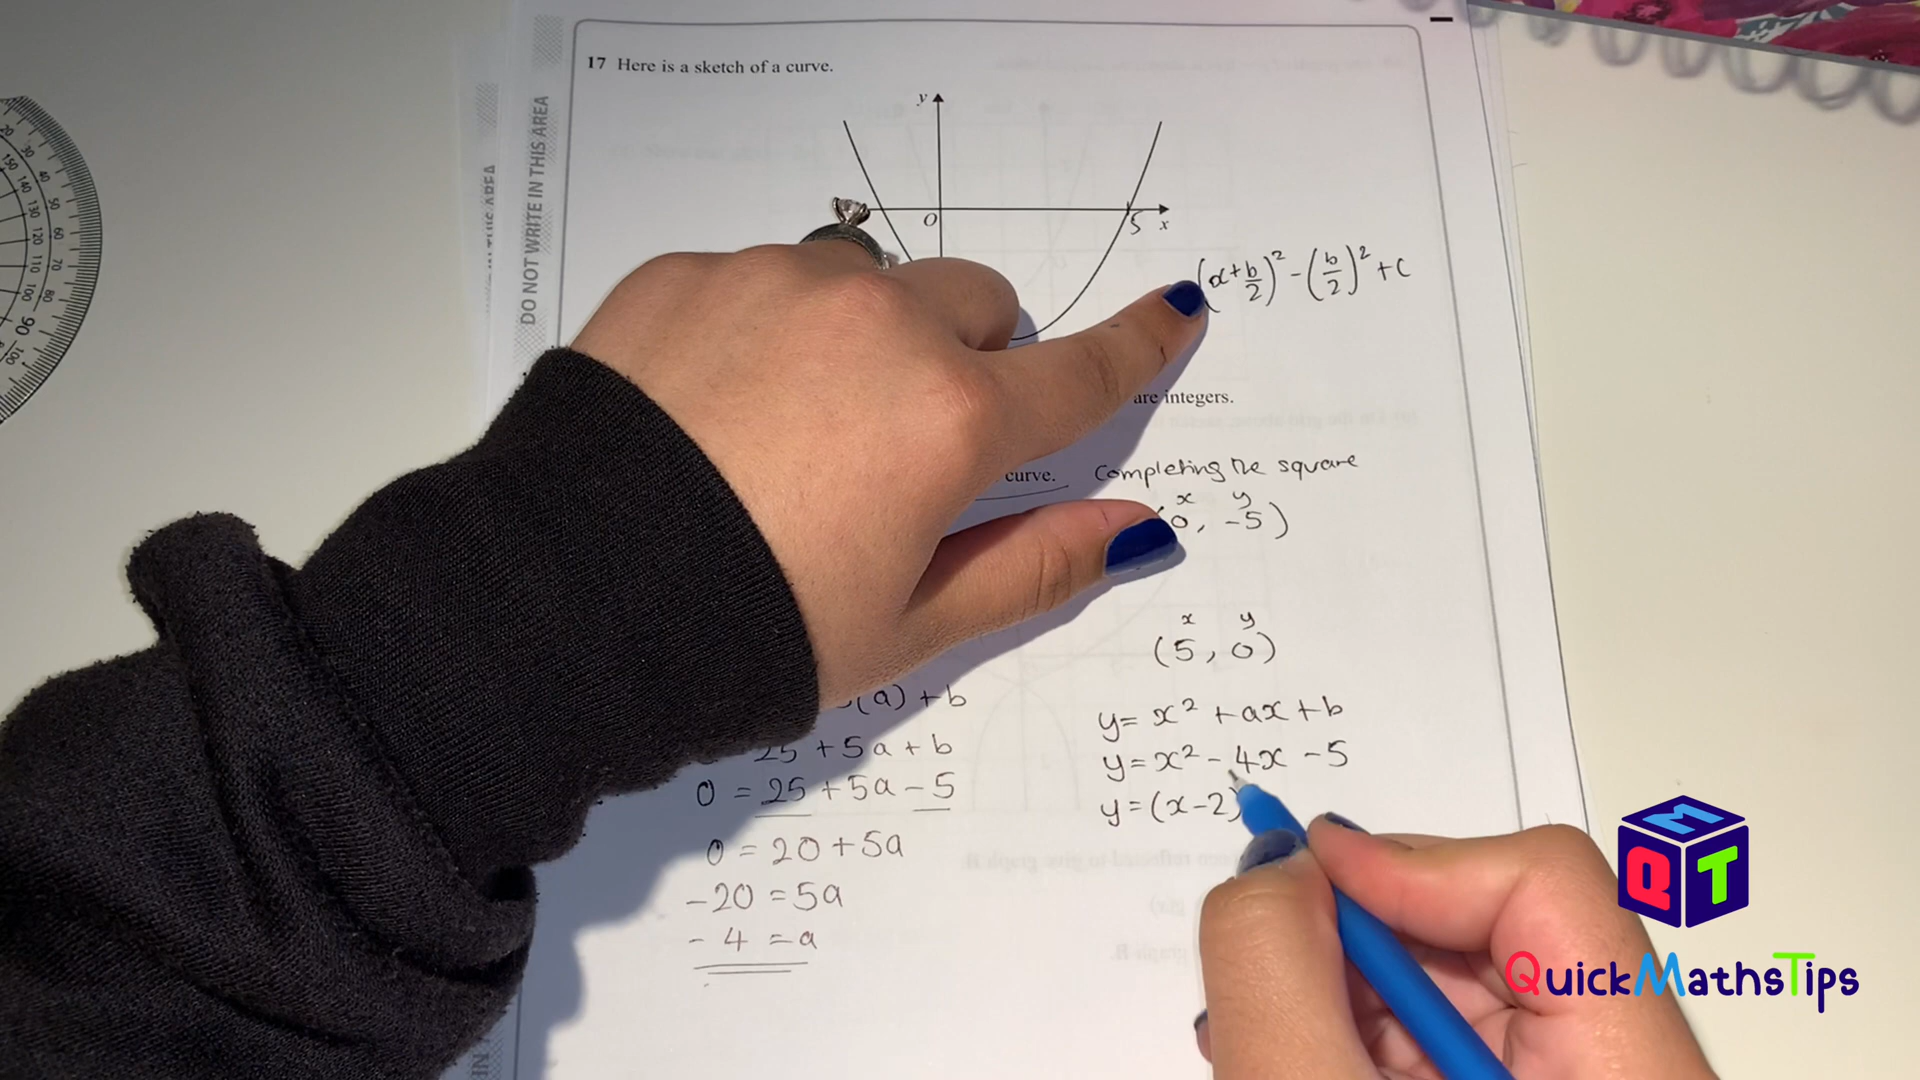 17 Here is a sketch of a curve.
y
O
5
x
DO NOT WRITE IN THIS AREA
AREA
(x+b/2)² - (b/2)² + c
are integers.
curve. Completing the square
x y
(0, -5)
x y
(5, 0)
(a) + b
25 + 5a + b
0 = 25 + 5a - 5
0 = 20 + 5a
-20 = 5a
-4 = a
y = x² + ax + b
y = x² - 4x - 5
y = (x-2)
QMT
QuickMathsTips